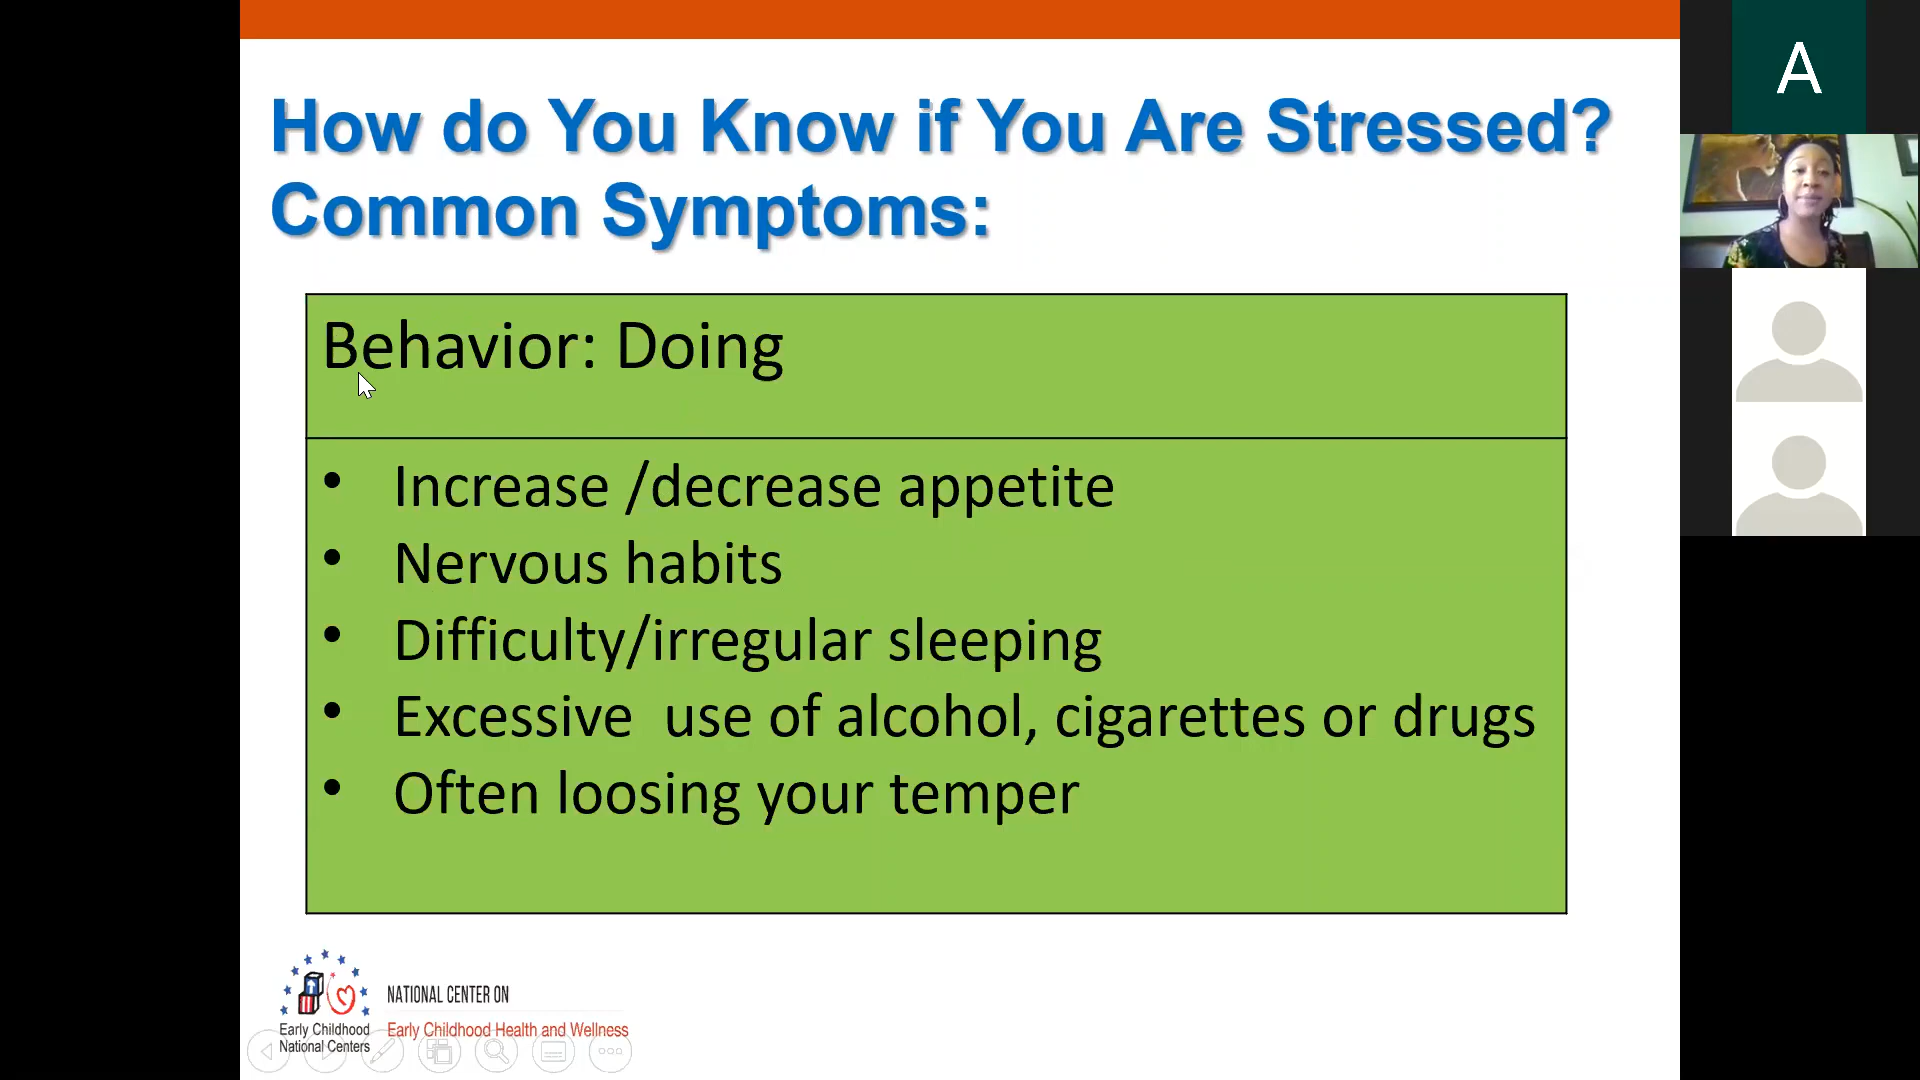 How do You Know if You Are Stressed?
Common Symptoms:
Behavior: Doing
• Increase /decrease appetite
• Nervous habits
• Difficulty/irregular sleeping
• Excessive  use of alcohol, cigarettes or drugs
• Often loosing your temper
Early Childhood
National Centers
NATIONAL CENTER ON
Early Childhood Health and Wellness
A